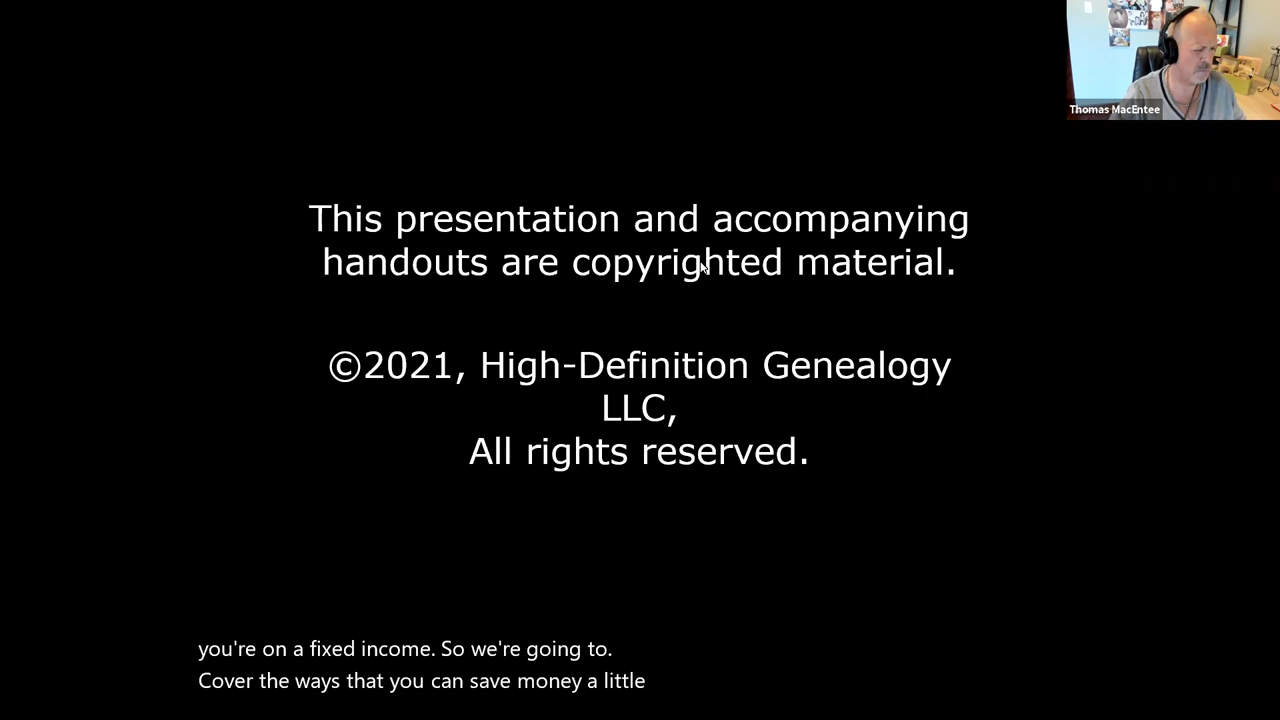 Thomas MacEntee
This presentation and accompanying
handouts are copyrighted material.
©2021, High-Definition Genealogy
LLC,
All rights reserved.
you're on a fixed income. So we're going to.
Cover the ways that you can save money a little